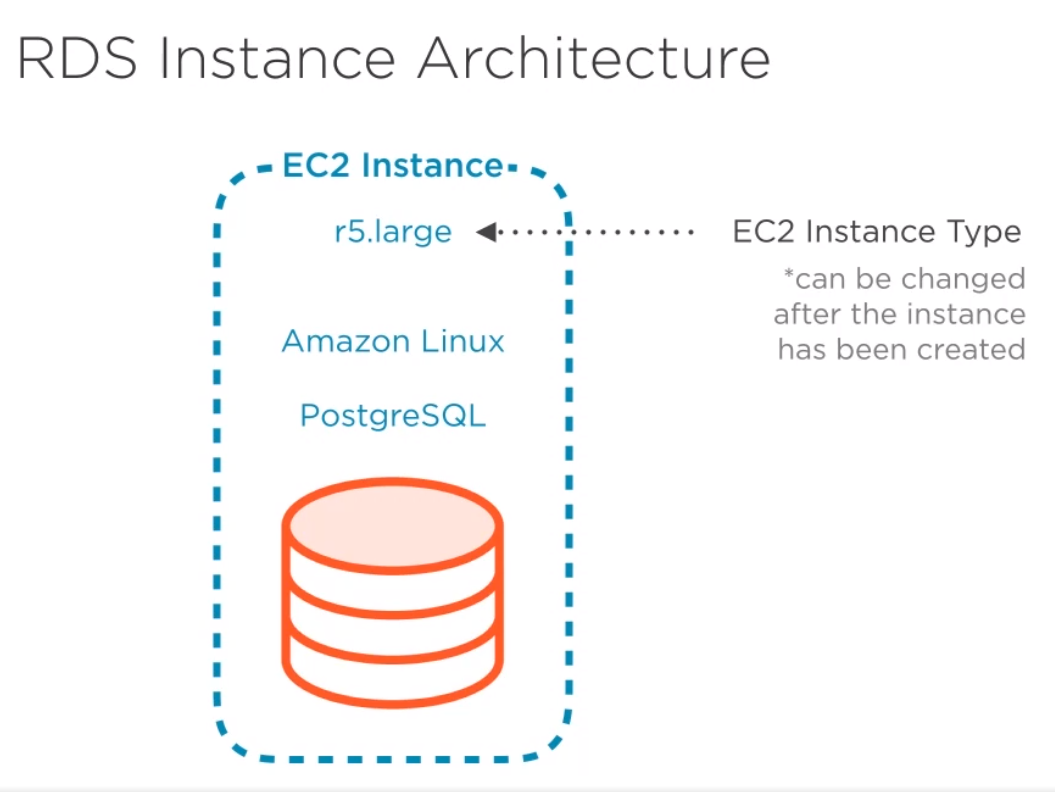 RDS Instance Architecture
EC2 Instance
r5.large
EC2 Instance Type
*can be changed
after the instance
has been created
Amazon Linux
PostgreSQL